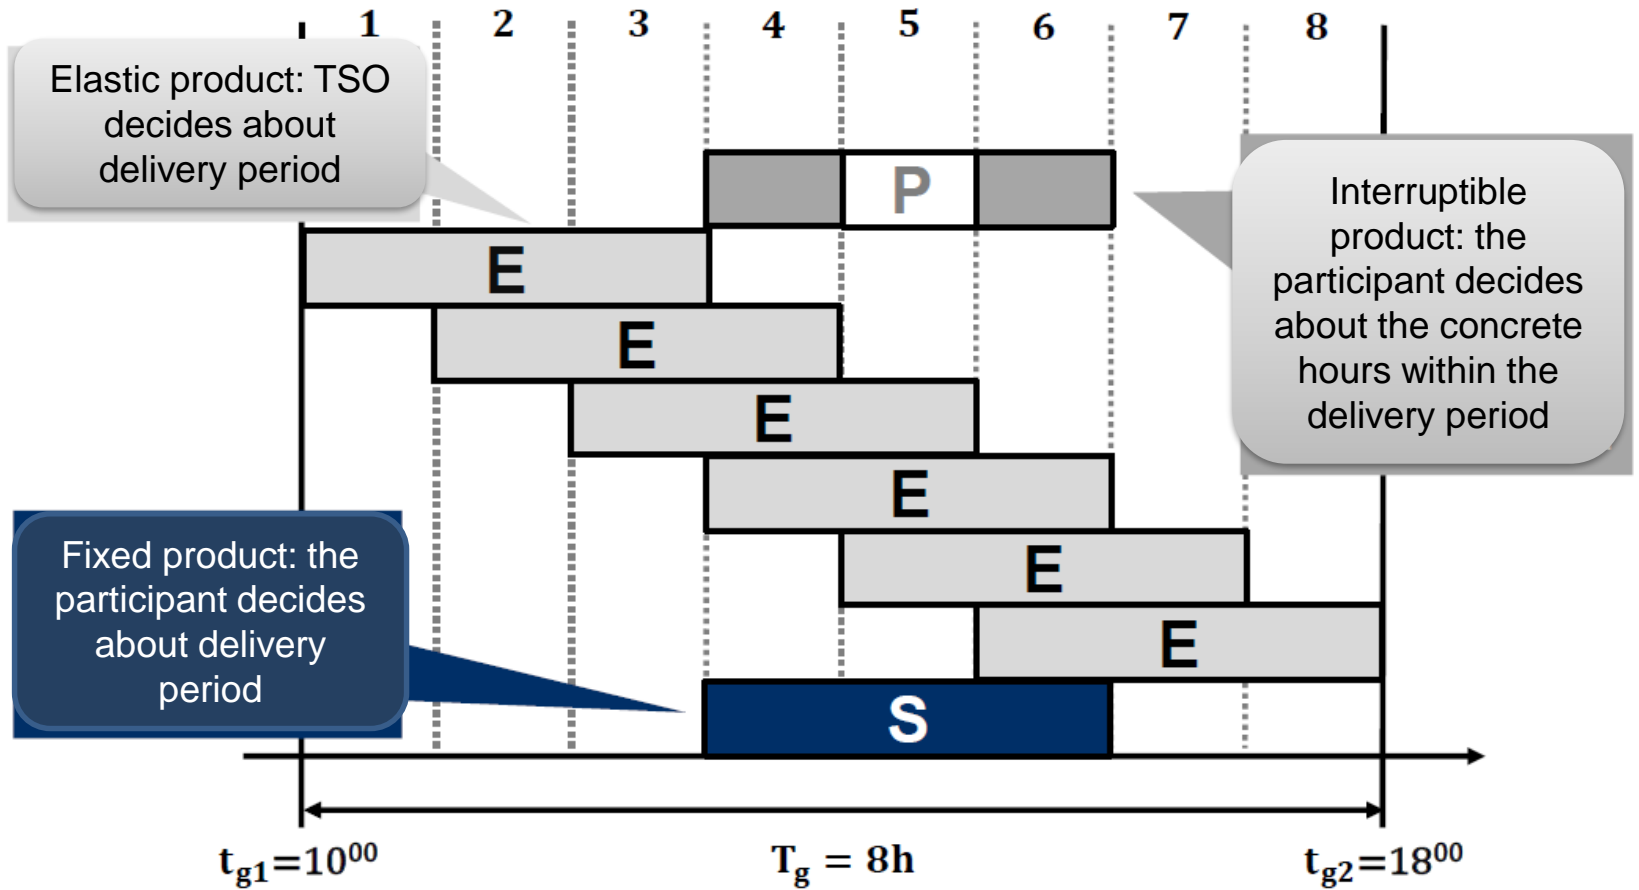 1 2 3 4 5 6 7 8
Elastic product: TSO
decides about
delivery period
P
Interruptible
product: the
participant decides
about the concrete
hours within the
delivery period
E
E
E
E
E
E
Fixed product: the
participant decides
about delivery
period
S
tg1=10⁰⁰ Tg = 8h tg2=18⁰⁰